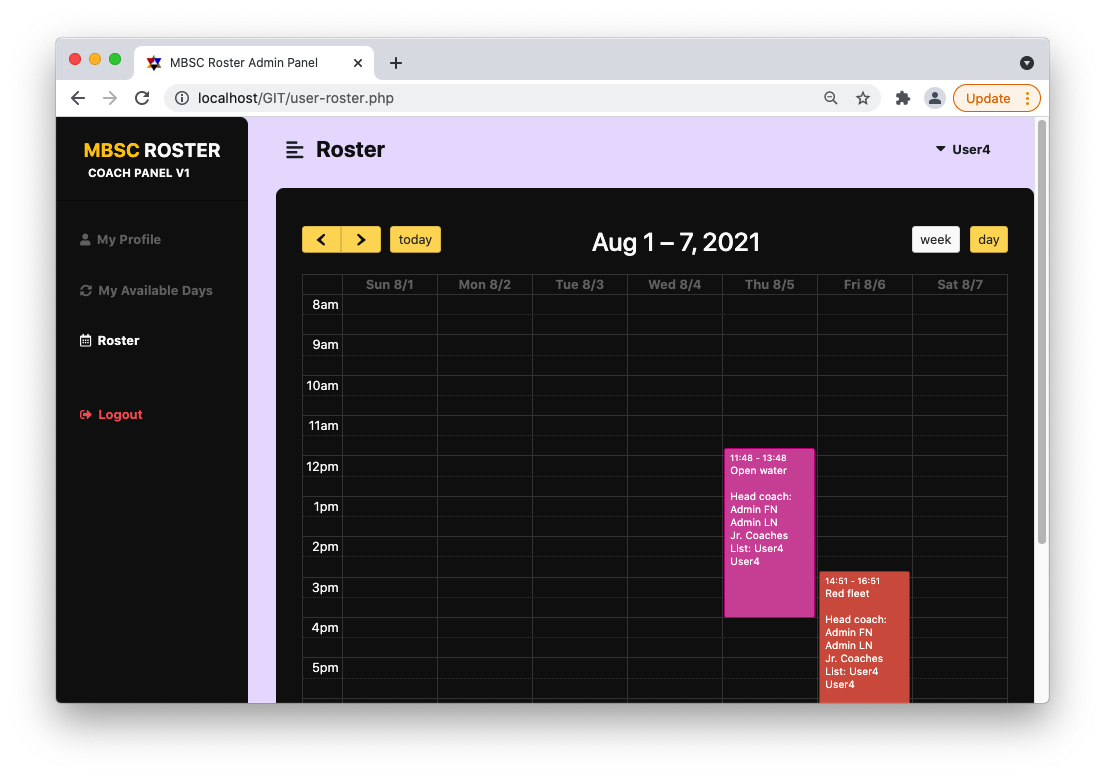 MBSC Roster Admin Panel
localhost/GIT/user-roster.php
Update
MBSC ROSTER
COACH PANEL V1
My Profile
My Available Days
Roster
Logout
Roster
User4
today
Aug 1 – 7, 2021
week
day
Sun 8/1
Mon 8/2
Tue 8/3
Wed 8/4
Thu 8/5
Fri 8/6
Sat 8/7
8am
9am
10am
11am
12pm
1pm
2pm
3pm
4pm
5pm
11:48 - 13:48
Open water
Head coach:
Admin FN
Admin LN
Jr. Coaches
List: User4
User4
14:51 - 16:51
Red fleet
Head coach:
Admin FN
Admin LN
Jr. Coaches
List: User4
User4